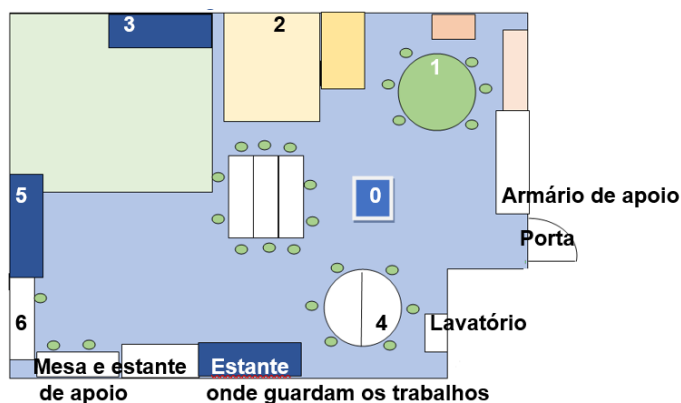 3
2
1
5
0
Armário de apoio
Porta
6
4
Lavatório
Mesa e estante
de apoio
Estante
onde guardam os trabalhos